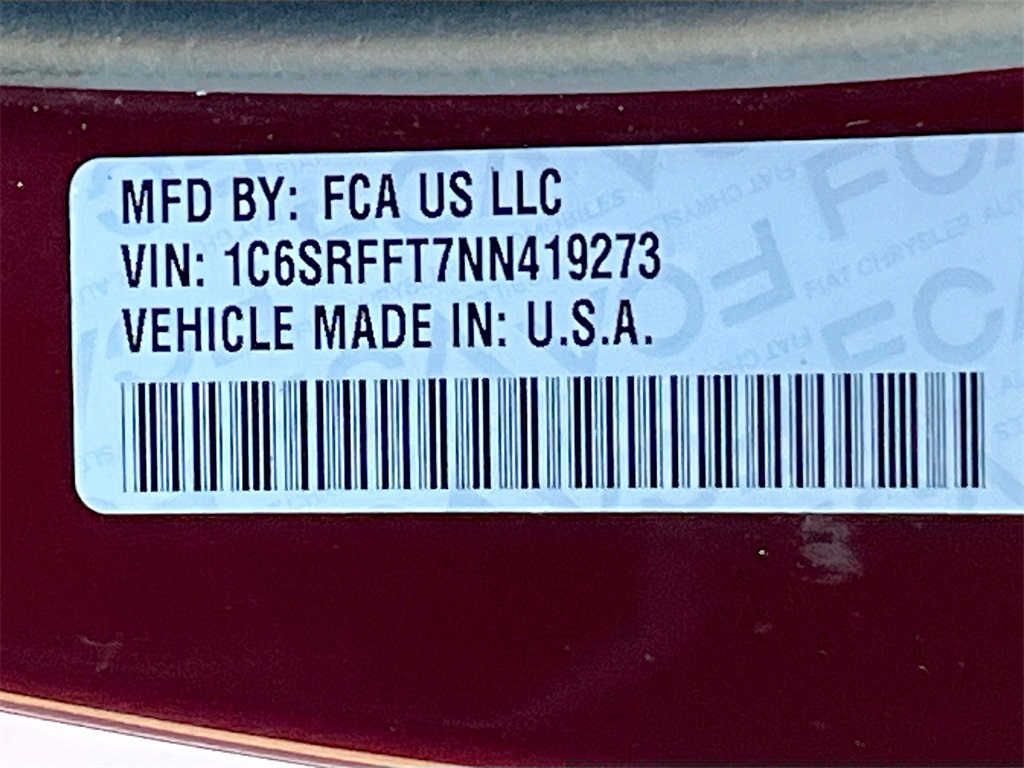 MFD BY: FCA US LLC
VIN: 1C6SRFFT7NN419273
VEHICLE MADE IN: U.S.A.